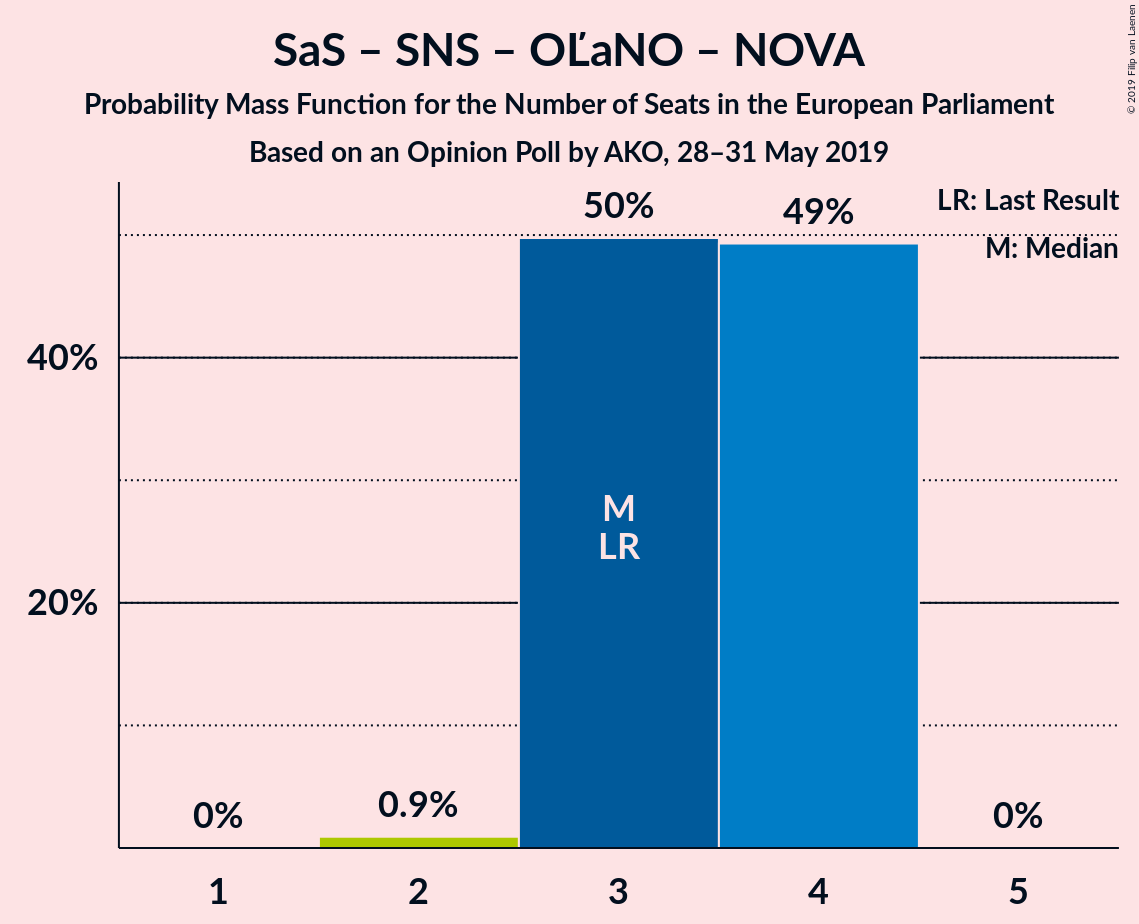 SaS – SNS – OĽaNO – NOVA
Probability Mass Function for the Number of Seats in the European Parliament
Based on an Opinion Poll by AKO, 28–31 May 2019
© 2019 Filip van Laenen
LR: Last Result
M: Median
50%
49%
40%
20%
M
LR
0%
0.9%
0%
1
2
3
4
5